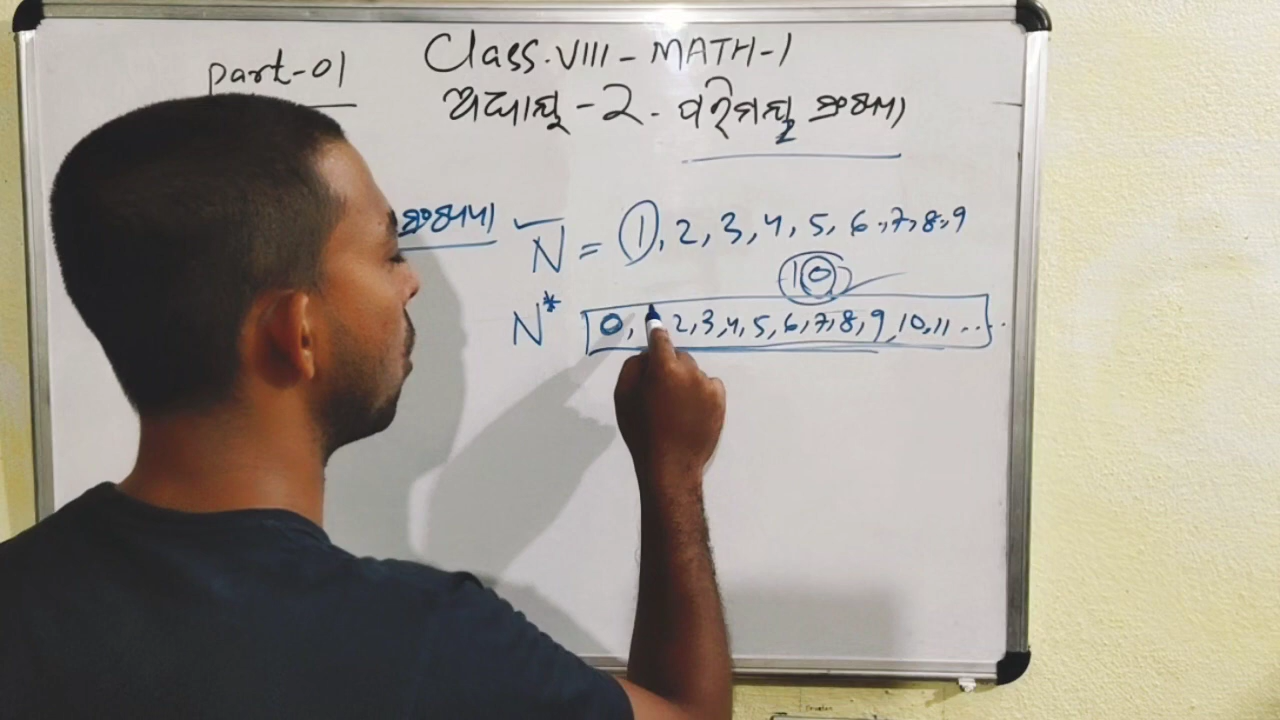 part-01
Class.VIII - MATH-1
ଅଧ୍ୟାୟ - 2. ପରିମେୟ ସଂଖ୍ୟା
ସଂଖ୍ୟା N = 1, 2, 3, 4, 5, 6, 7, 8, 9
10
N* 0, 2, 3, 4, 5, 6, 7, 8, 9, 10, 11 ....